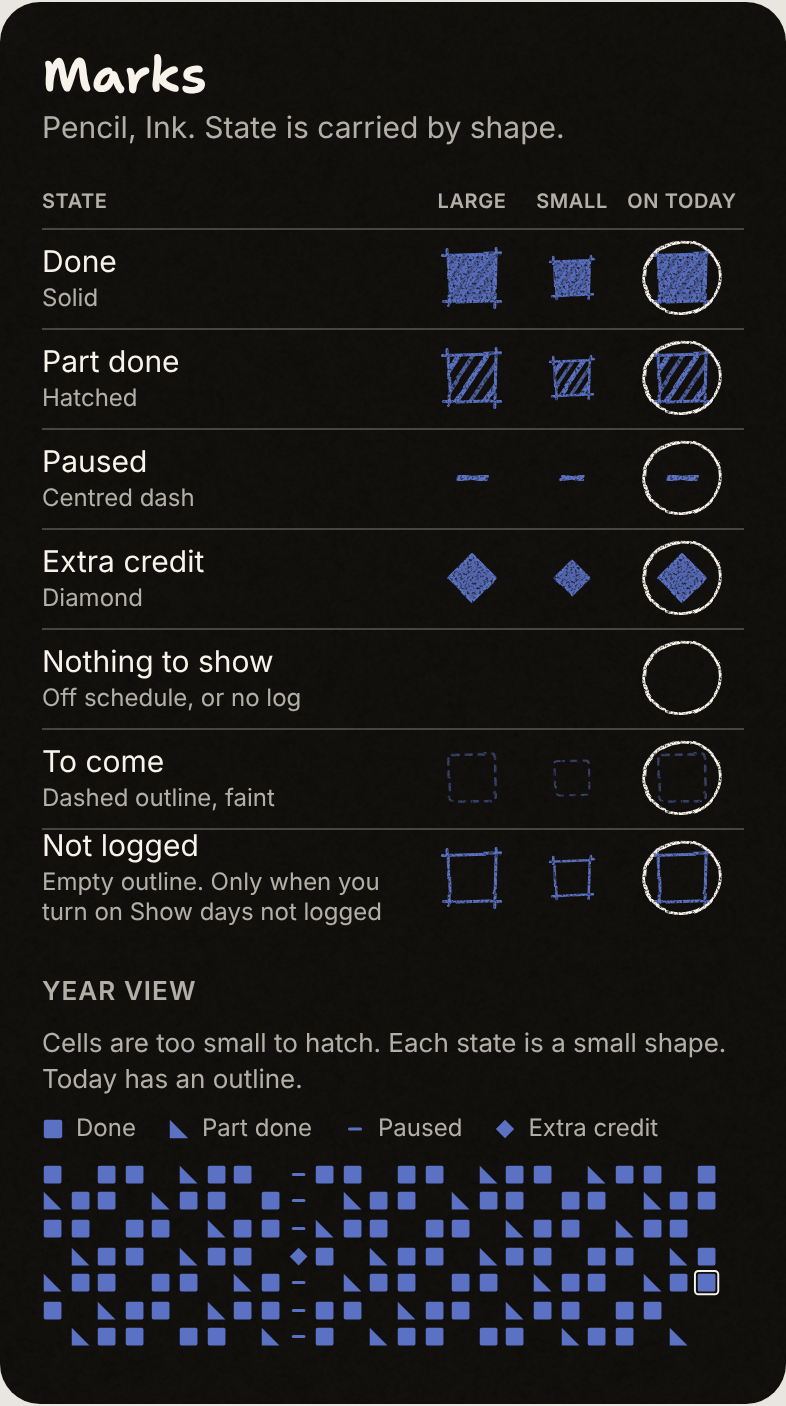 Marks
Pencil, Ink. State is carried by shape.
STATE LARGE SMALL ON TODAY
Done
Solid
Part done
Hatched
Paused
Centred dash
Extra credit
Diamond
Nothing to show
Off schedule, or no log
To come
Dashed outline, faint
Not logged
Empty outline. Only when you
turn on Show days not logged
YEAR VIEW
Cells are too small to hatch. Each state is a small shape.
Today has an outline.
Done Part done Paused Extra credit